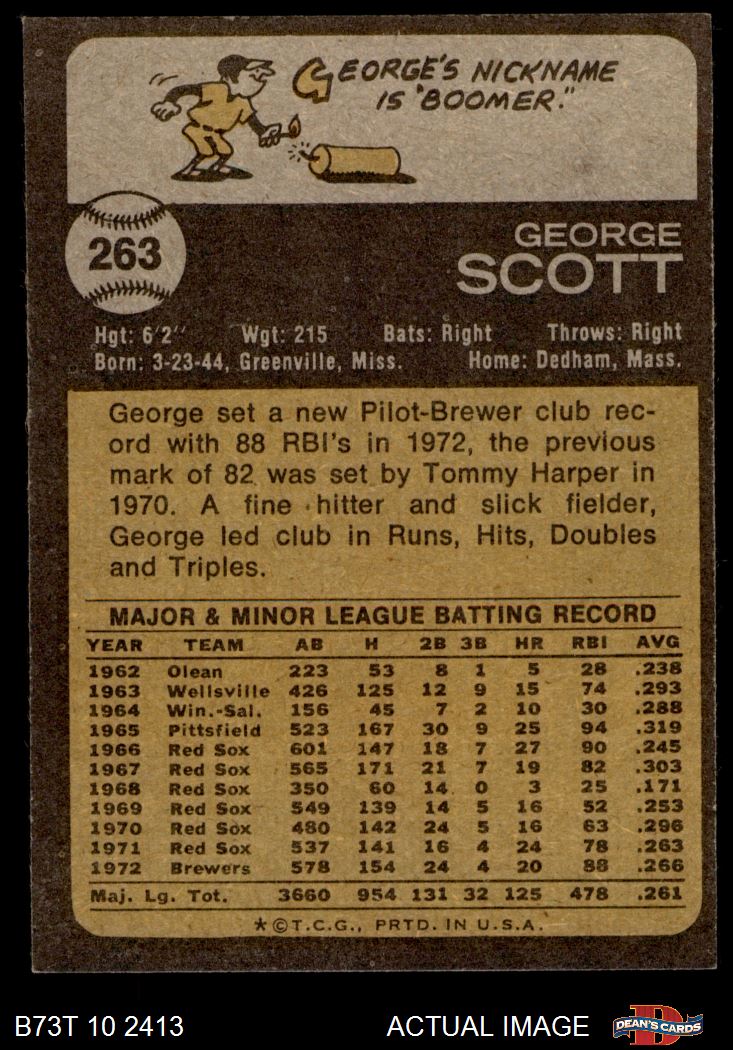 GEORGE'S NICKNAME
IS "BOOMER."
263
GEORGE
SCOTT
Hgt: 6'2" Wgt: 215 Bats: Right Throws: Right
Born: 3-23-44, Greenville, Miss. Home: Dedham, Mass.
George set a new Pilot-Brewer club rec-
ord with 88 RBI's in 1972, the previous
mark of 82 was set by Tommy Harper in
1970. A fine hitter and slick fielder,
George led club in Runs, Hits, Doubles
and Triples.
MAJOR & MINOR LEAGUE BATTING RECORD
YEAR TEAM AB H 2B 3B HR RBI AVG
1962 Olean 223 53 8 1 5 28 .238
1963 Wellsville 426 125 12 9 15 74 .293
1964 Win.-Sal. 156 45 7 2 10 30 .288
1965 Pittsfield 523 167 30 9 25 94 .319
1966 Red Sox 601 147 18 7 27 90 .245
1967 Red Sox 565 171 21 7 19 82 .303
1968 Red Sox 350 60 14 0 3 25 .171
1969 Red Sox 549 139 14 5 16 52 .253
1970 Red Sox 480 142 24 5 16 63 .296
1971 Red Sox 537 141 16 4 24 78 .263
1972 Brewers 578 154 24 4 20 88 .266
Maj. Lg. Tot. 3660 954 131 32 125 478 .261
*©T.C.G., PRTD. IN U.S.A.
B73T 10 2413 ACTUAL IMAGE DEAN'S CARDS